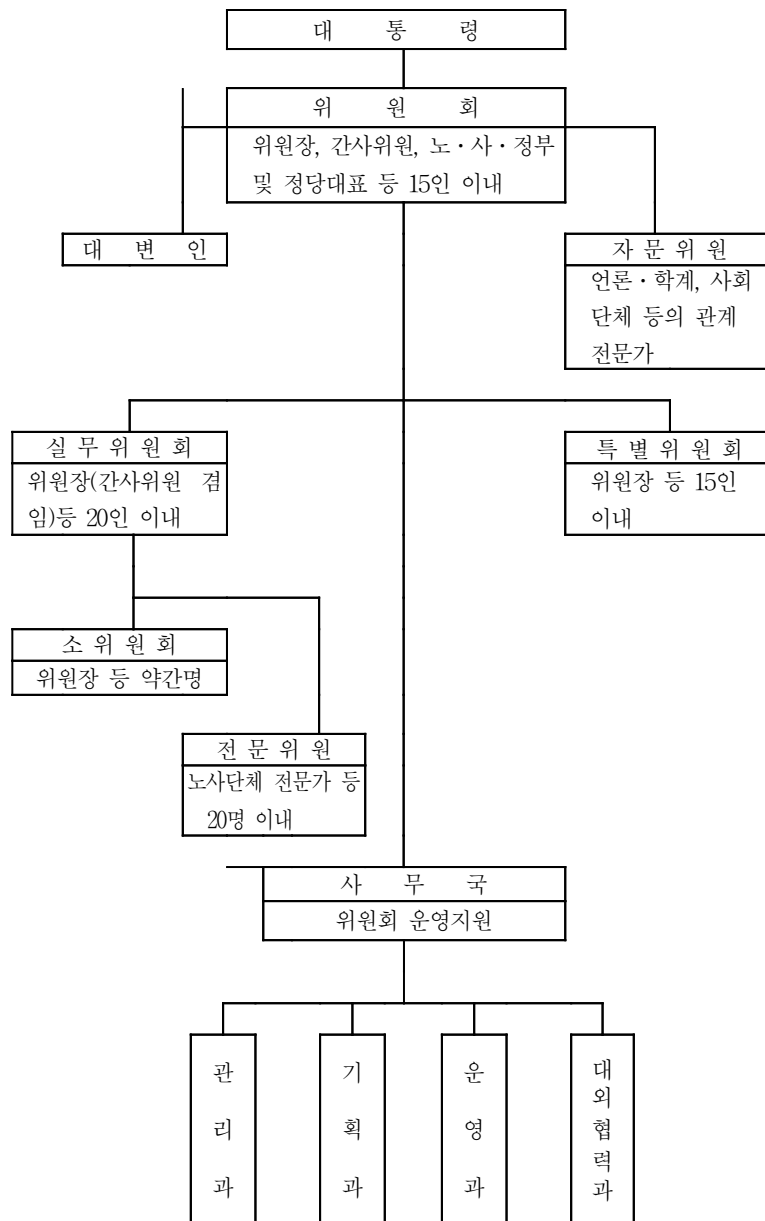 대 통 령
위 원 회
위원장, 간사위원, 노·사·정부
및 정당대표 등 15인 이내
대 변 인
자 문 위 원
언론·학계, 사회
단체 등의 관계
전문가
실 무 위 원 회
위원장(간사위원 겸
임)등 20인 이내
특 별 위 원 회
위원장 등 15인
이내
소 위 원 회
위원장 등 약간명
전 문 위 원
노사단체 전문가 등
20명 이내
사 무 국
위원회 운영지원
관 리 과
기 획 과
운 영 과
대 외 협 력 과